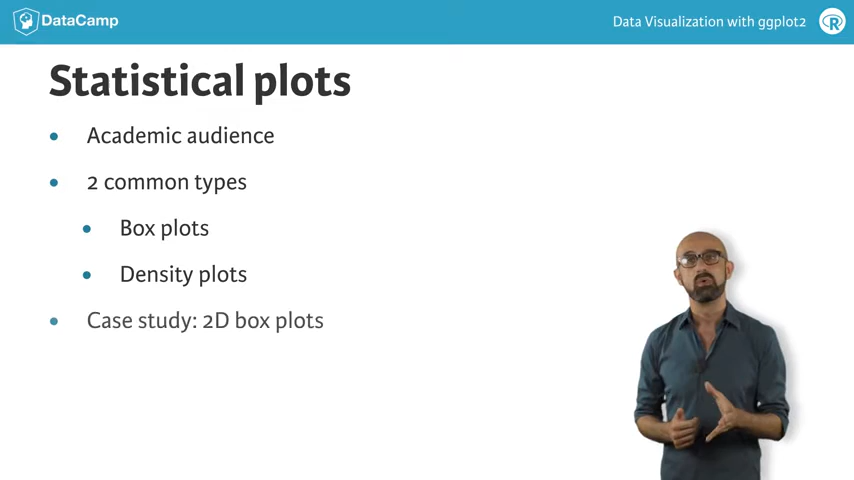 DataCamp
Data Visualization with ggplot2
R
Statistical plots
• Academic audience
• 2 common types
• Box plots
• Density plots
• Case study: 2D box plots